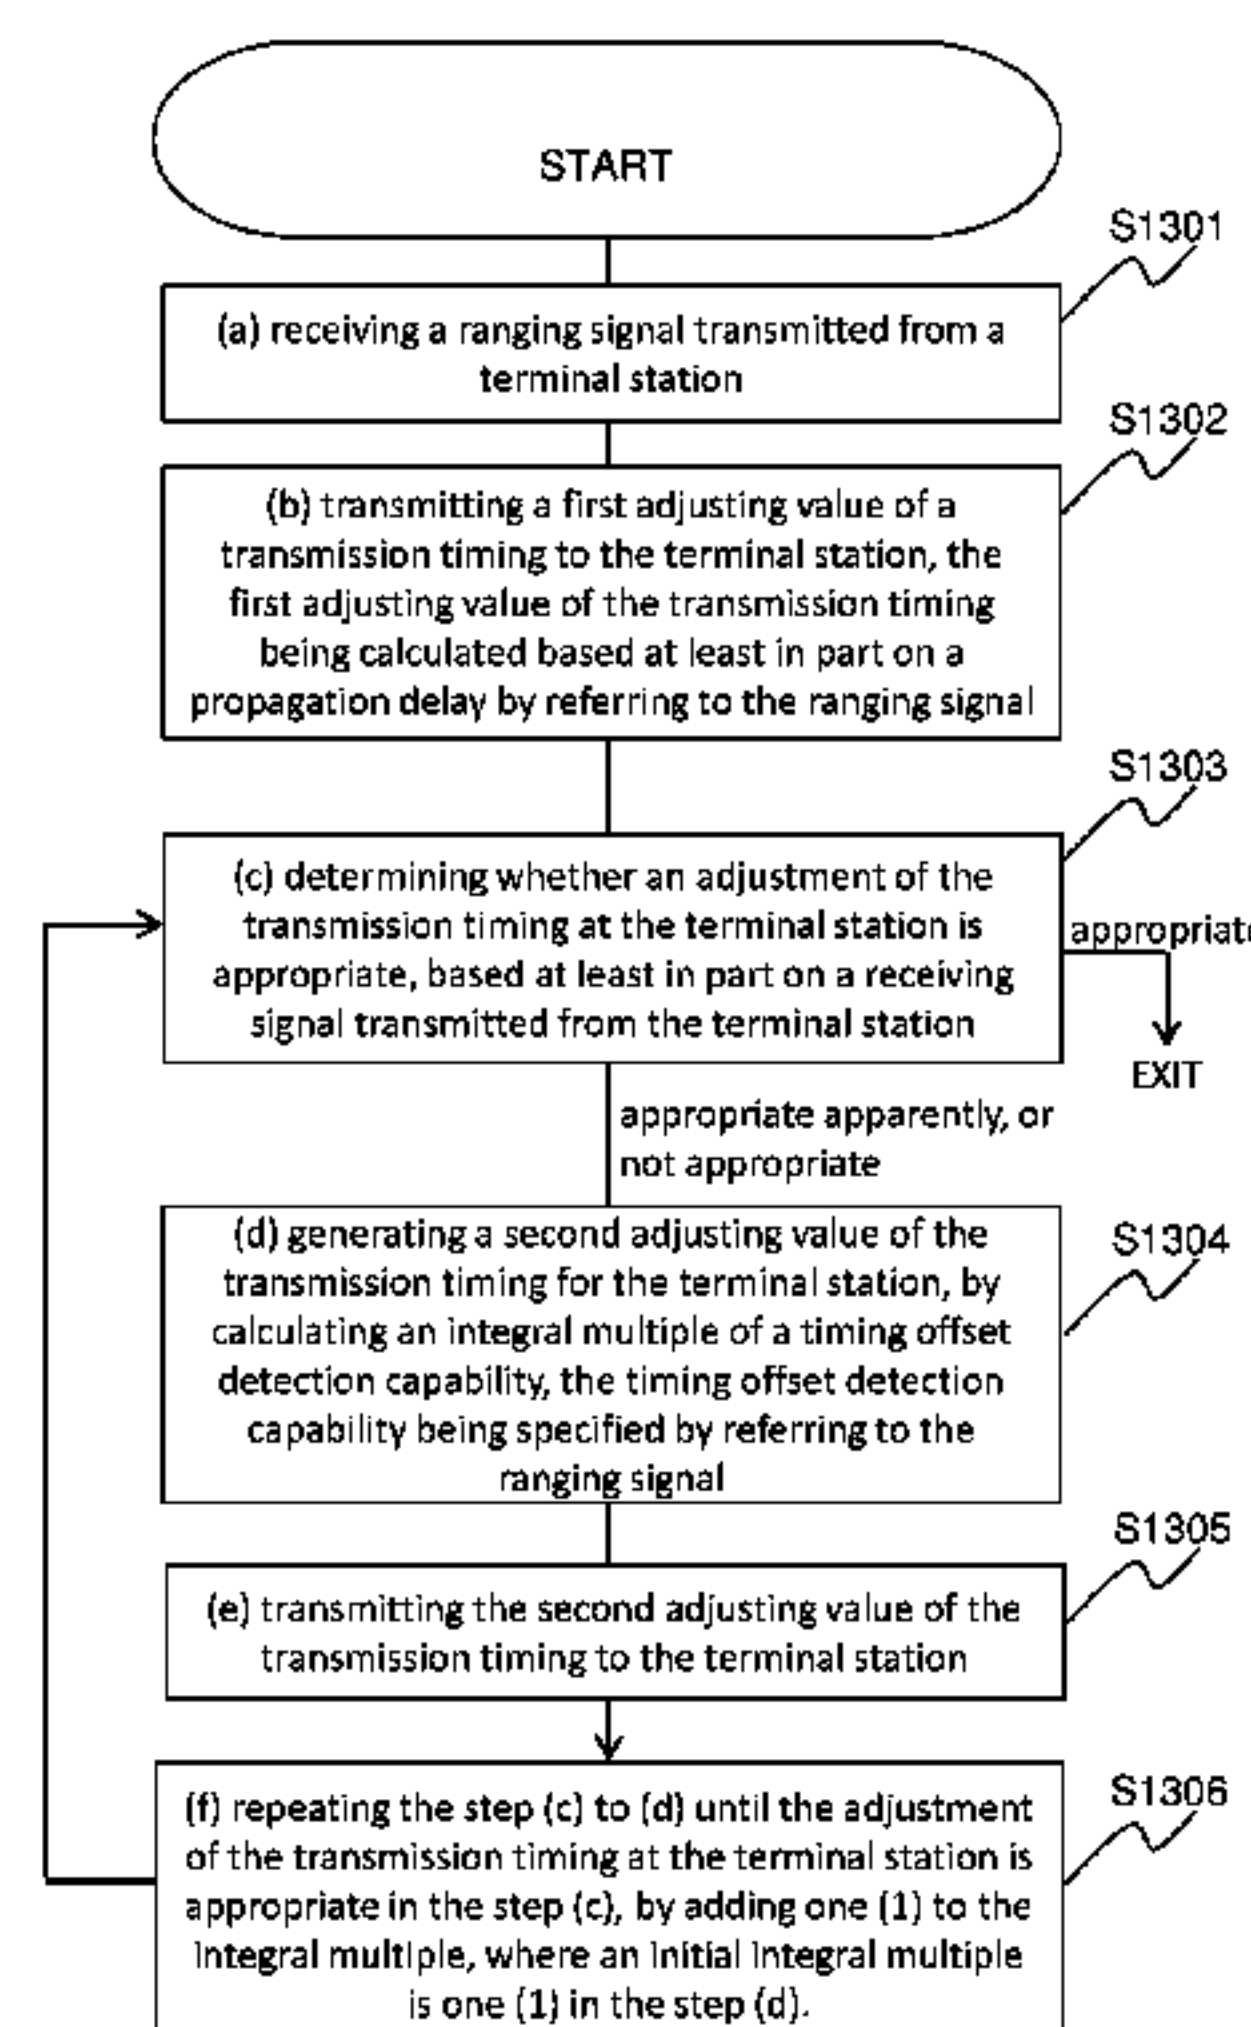 START
S1301
(a) receiving a ranging signal transmitted from a
terminal station
S1302
(b) transmitting a first adjusting value of a
transmission timing to the terminal station, the
first adjusting value of the transmission timing
being calculated based at least in part on a
propagation delay by referring to the ranging signal
S1303
(c) determining whether an adjustment of the
transmission timing at the terminal station is
appropriate, based at least in part on a receiving
signal transmitted from the terminal station
appropriate
EXIT
appropriate apparently, or
not appropriate
(d) generating a second adjusting value of the
transmission timing for the terminal station, by
calculating an integral multiple of a timing offset
detection capability, the timing offset detection
capability being specified by referring to the
ranging signal
S1304
S1305
(e) transmitting the second adjusting value of the
transmission timing to the terminal station
S1306
(f) repeating the step (c) to (d) until the adjustment
of the transmission timing at the terminal station is
appropriate in the step (c), by adding one (1) to the
integral multiple, where an initial integral multiple
is one (1) in the step (d).